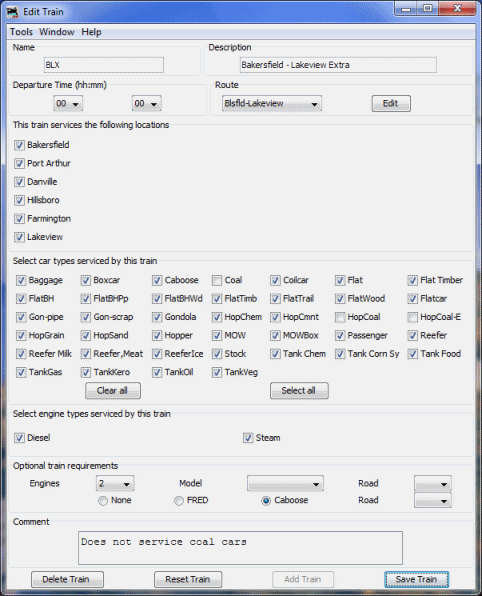 Edit Train
Tools Window Help
Name Description
BLX Bakersfield - Lakeview Extra
Departure Time (hh:mm) Route
00 00 Blsfld-Lakeview Edit
This train services the following locations
Bakersfield
Port Arthur
Danville
Hillsboro
Farmington
Lakeview
Select car types serviced by this train
Baggage Boxcar Caboose Coal Coilcar Flat Flat Timber
FlatBH FlatBHPp FlatBHWd FlatTimb FlatTrail FlatWood Flatcar
Gon-pipe Gon-scrap Gondola HopChem HopCmnt HopCoal HopCoal-E
HopGrain HopSand Hopper MOW MOWBox Passenger Reefer
Reefer Milk Reefer,Meat ReeferIce Stock Tank Chem Tank Corn Sy Tank Food
TankGas TankKero TankOil TankVeg
Clear all Select all
Select engine types serviced by this train
Diesel Steam
Optional train requirements
Engines 2 Model Road
None FRED Caboose Road
Comment
Does not service coal cars
Delete Train Reset Train Add Train Save Train